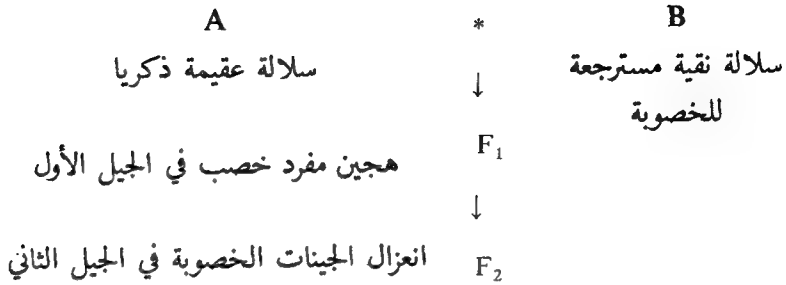 A * B
سلالة عقيمة ذكريا ↓ سلالة نقية مسترجعة
للخصوبة
هجين مفرد خصب في الجيل الأول F₁
↓
انعزال الجينات الخصوبة في الجيل الثاني F₂